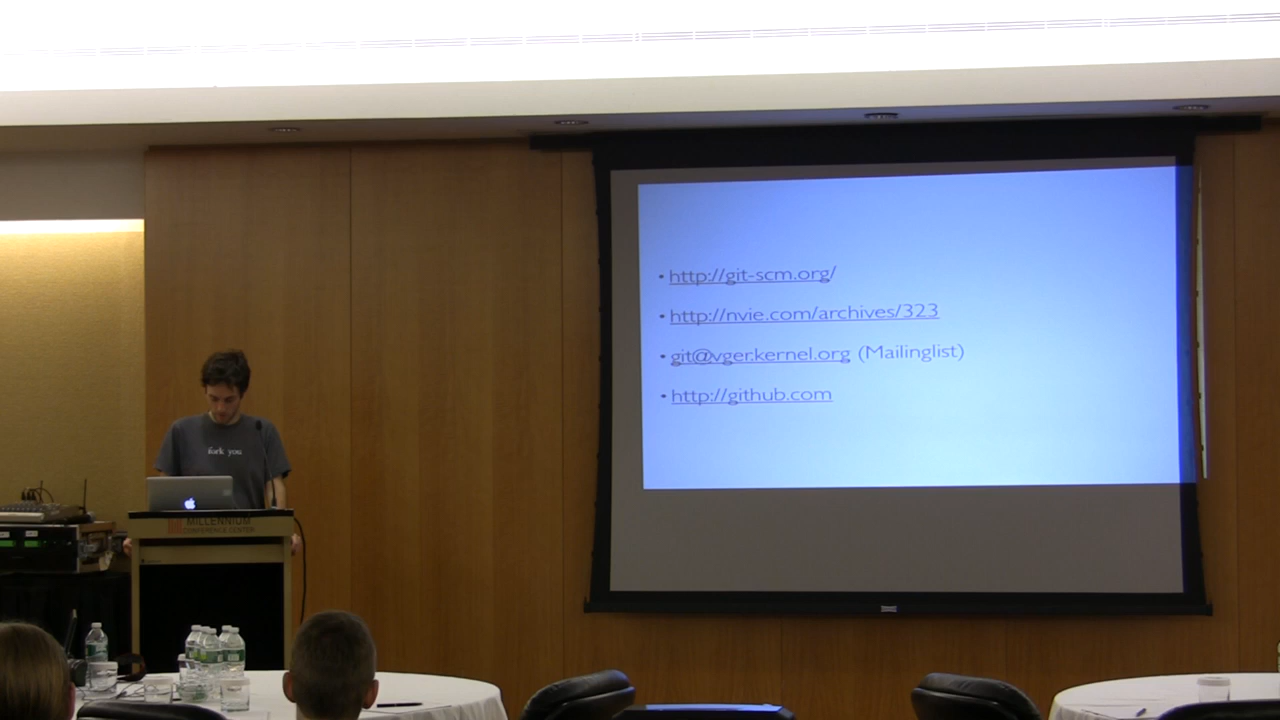 • http://git-scm.org/
• http://nvie.com/archives/323
• git@vger.kernel.org (Mailinglist)
• http://github.com
fork you
MILLENNIUM
CONFERENCE CENTER